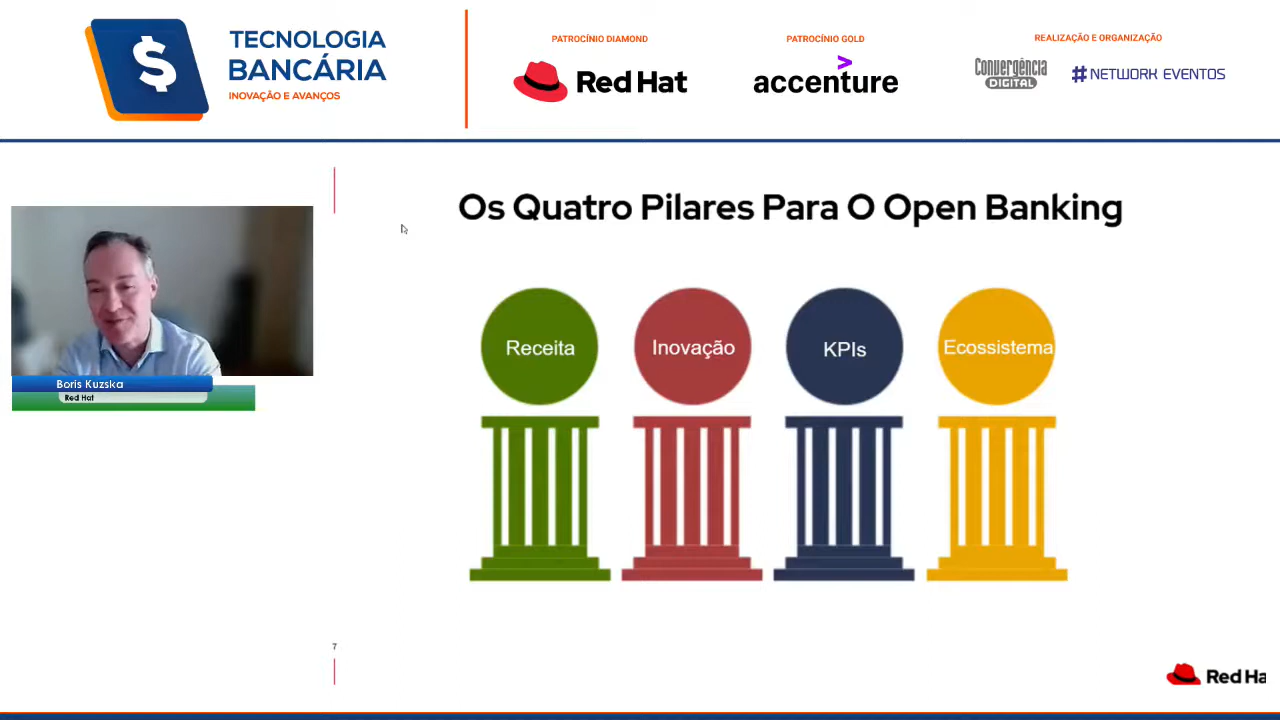 TECNOLOGIA
BANCÁRIA
INOVAÇÃO E AVANÇOS
PATROCÍNIO DIAMOND
Red Hat
PATROCÍNIO GOLD
accenture
REALIZAÇÃO E ORGANIZAÇÃO
Convergência
DIGITAL
#NETWORK EVENTOS
Os Quatro Pilares Para O Open Banking
Boris Kuzska
Red Hat
Receita
Inovação
KPIs
Ecossistema
7
Red Ha